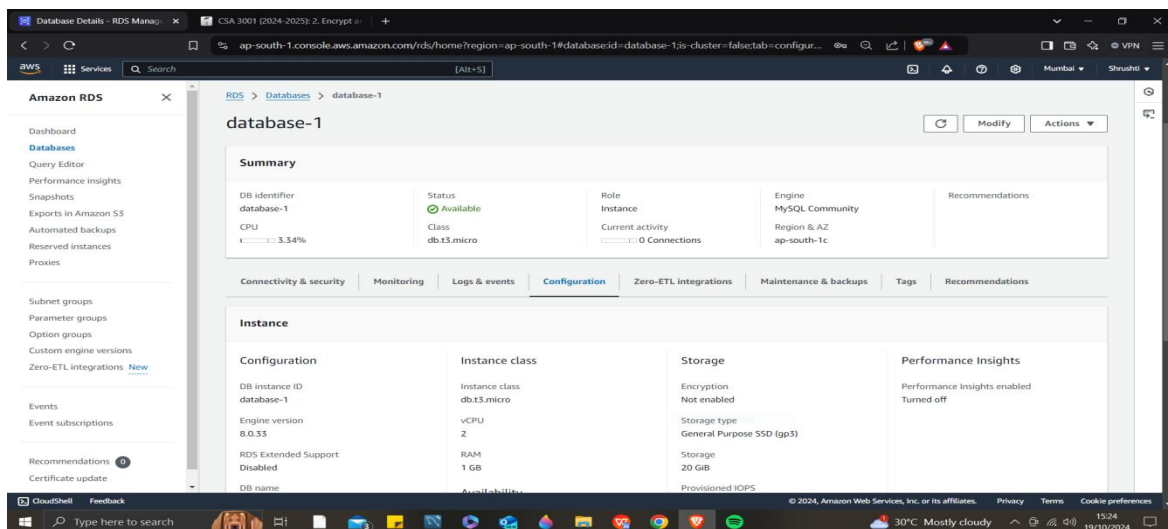 Database Details - RDS Manag
CSA 3001 (2024-2025): 2. Encrypt a
ap-south-1.console.aws.amazon.com/rds/home?region=ap-south-1#database:id=database-1;is-cluster=false;tab=configur...
VPN
aws Services Search [Alt+S] Mumbai Shrushti
Amazon RDS
Dashboard
Databases
Query Editor
Performance insights
Snapshots
Exports in Amazon S3
Automated backups
Reserved instances
Proxies
Subnet groups
Parameter groups
Option groups
Custom engine versions
Zero-ETL integrations New
Events
Event subscriptions
Recommendations 0
Certificate update
RDS > Databases > database-1
database-1
Modify Actions
Summary
DB identifier Status Role Engine Recommendations
database-1 Available Instance MySQL Community
CPU Class Current activity Region & AZ
3.34% db.t3.micro 0 Connections ap-south-1c
Connectivity & security Monitoring Logs & events Configuration Zero-ETL integrations Maintenance & backups Tags Recommendations
Instance
Configuration Instance class Storage Performance Insights
DB instance ID Instance class Encryption Performance Insights enabled
database-1 db.t3.micro Not enabled Turned off
Engine version vCPU Storage type
8.0.33 2 General Purpose SSD (gp3)
RDS Extended Support RAM Storage
Disabled 1 GB 20 GiB
DB name Availability Provisioned IOPS
CloudShell Feedback © 2024, Amazon Web Services, Inc. or its affiliates. Privacy Terms Cookie preferences
Type here to search 30°C Mostly cloudy 15:24
19/10/2024